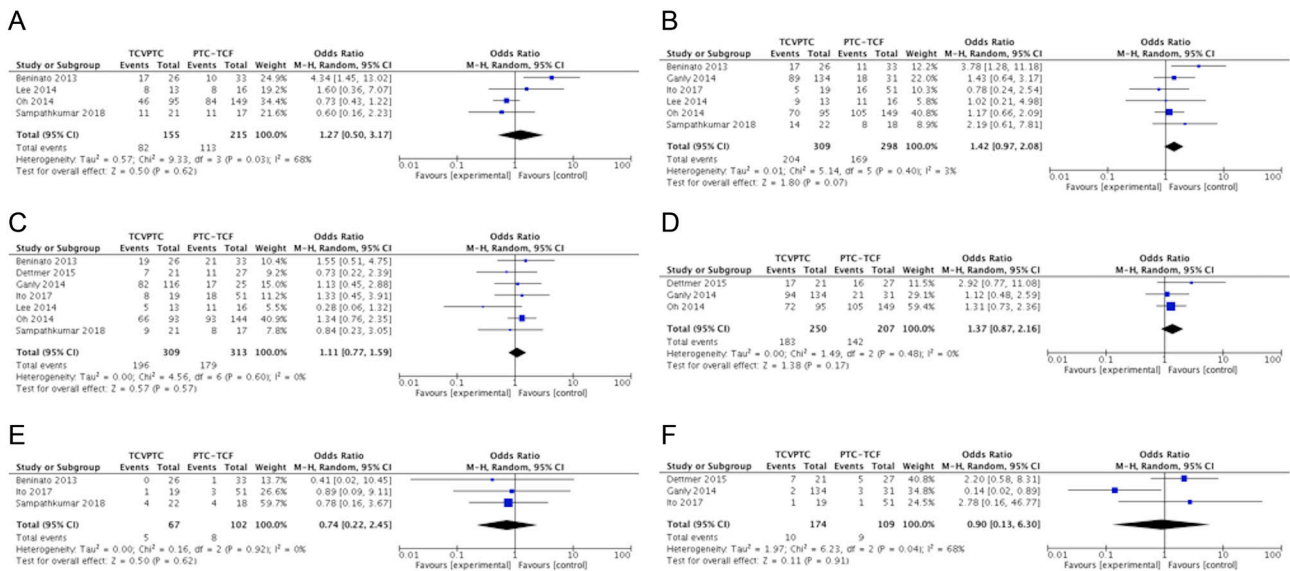 A
TCVPTC PTC-TCF Odds Ratio Odds Ratio
Study or Subgroup Events Total Events Total Weight M-H, Random, 95% CI M-H, Random, 95% CI
Beninato 2013 17 26 10 33 24.9% 4.34 [1.45, 13.02]
Lee 2014 8 13 8 16 19.2% 1.60 [0.36, 7.07]
Oh 2014 46 95 84 149 34.4% 0.73 [0.43, 1.22]
Sampathkumar 2018 11 21 11 17 21.6% 0.60 [0.16, 2.23]
Total (95% CI) 155 215 100.0% 1.27 [0.50, 3.17]
Total events 82 113
Heterogeneity: Tau² = 0.57; Chi² = 9.33, df = 3 (P = 0.03); I² = 68%
Test for overall effect: Z = 0.50 (P = 0.62)
0.01 0.1 1 10 100
Favours [experimental] Favours [control]
B
TCVPTC PTC-TCF Odds Ratio Odds Ratio
Study or Subgroup Events Total Events Total Weight M-H, Random, 95% CI M-H, Random, 95% CI
Beninato 2013 17 26 11 33 12.2% 3.78 [1.28, 11.18]
Ganly 2014 89 134 18 31 22.0% 1.43 [0.64, 3.17]
Ito 2017 5 19 16 51 10.3% 0.78 [0.24, 2.54]
Lee 2014 9 13 11 16 5.8% 1.02 [0.21, 4.98]
Oh 2014 70 95 105 149 40.8% 1.17 [0.66, 2.09]
Sampathkumar 2018 14 22 8 18 8.9% 2.19 [0.61, 7.81]
Total (95% CI) 309 298 100.0% 1.42 [0.97, 2.08]
Total events 204 169
Heterogeneity: Tau² = 0.01; Chi² = 5.14, df = 5 (P = 0.40); I² = 3%
Test for overall effect: Z = 1.80 (P = 0.07)
0.01 0.1 1 10 100
Favours [experimental] Favours [control]
C
TCVPTC PTC-TCF Odds Ratio Odds Ratio
Study or Subgroup Events Total Events Total Weight M-H, Random, 95% CI M-H, Random, 95% CI
Beninato 2013 19 26 21 33 10.4% 1.55 [0.51, 4.75]
Dettmer 2015 7 21 11 27 9.2% 0.73 [0.22, 2.39]
Ganly 2014 82 116 17 25 15.0% 1.13 [0.45, 2.88]
Ito 2017 8 19 18 51 11.2% 1.33 [0.45, 3.91]
Lee 2014 5 13 11 16 5.5% 0.28 [0.06, 1.32]
Oh 2014 66 93 93 144 40.9% 1.34 [0.76, 2.35]
Sampathkumar 2018 9 21 8 17 7.8% 0.84 [0.23, 3.05]
Total (95% CI) 309 313 100.0% 1.11 [0.77, 1.59]
Total events 196 179
Heterogeneity: Tau² = 0.00; Chi² = 4.56, df = 6 (P = 0.60); I² = 0%
Test for overall effect: Z = 0.57 (P = 0.57)
0.01 0.1 1 10 100
Favours [experimental] Favours [control]
D
TCVPTC PTC-TCF Odds Ratio Odds Ratio
Study or Subgroup Events Total Events Total Weight M-H, Random, 95% CI M-H, Random, 95% CI
Dettmer 2015 17 21 16 27 11.5% 2.92 [0.77, 11.08]
Ganly 2014 94 134 21 31 29.1% 1.12 [0.48, 2.59]
Oh 2014 72 95 105 149 59.4% 1.31 [0.73, 2.36]
Total (95% CI) 250 207 100.0% 1.37 [0.87, 2.16]
Total events 183 142
Heterogeneity: Tau² = 0.00; Chi² = 1.49, df = 2 (P = 0.48); I² = 0%
Test for overall effect: Z = 1.38 (P = 0.17)
0.01 0.1 1 10 100
Favours [experimental] Favours [control]
E
TCVPTC PTC-TCF Odds Ratio Odds Ratio
Study or Subgroup Events Total Events Total Weight M-H, Random, 95% CI M-H, Random, 95% CI
Beninato 2013 0 26 1 33 13.7% 0.41 [0.02, 10.45]
Ito 2017 1 19 3 51 26.6% 0.89 [0.09, 9.11]
Sampathkumar 2018 4 22 4 18 59.7% 0.78 [0.16, 3.67]
Total (95% CI) 67 102 100.0% 0.74 [0.22, 2.45]
Total events 5 8
Heterogeneity: Tau² = 0.00; Chi² = 0.16, df = 2 (P = 0.92); I² = 0%
Test for overall effect: Z = 0.50 (P = 0.62)
0.01 0.1 1 10 100
Favours [experimental] Favours [control]
F
TCVPTC PTC-TCF Odds Ratio Odds Ratio
Study or Subgroup Events Total Events Total Weight M-H, Random, 95% CI M-H, Random, 95% CI
Dettmer 2015 7 21 5 27 40.8% 2.20 [0.58, 8.31]
Ganly 2014 2 134 3 31 34.8% 0.14 [0.02, 0.89]
Ito 2017 1 19 1 51 24.5% 2.78 [0.16, 46.77]
Total (95% CI) 174 109 100.0% 0.90 [0.13, 6.30]
Total events 10 9
Heterogeneity: Tau² = 1.97; Chi² = 6.23, df = 2 (P = 0.04); I² = 68%
Test for overall effect: Z = 0.11 (P = 0.91)
0.01 0.1 1 10 100
Favours [experimental] Favours [control]